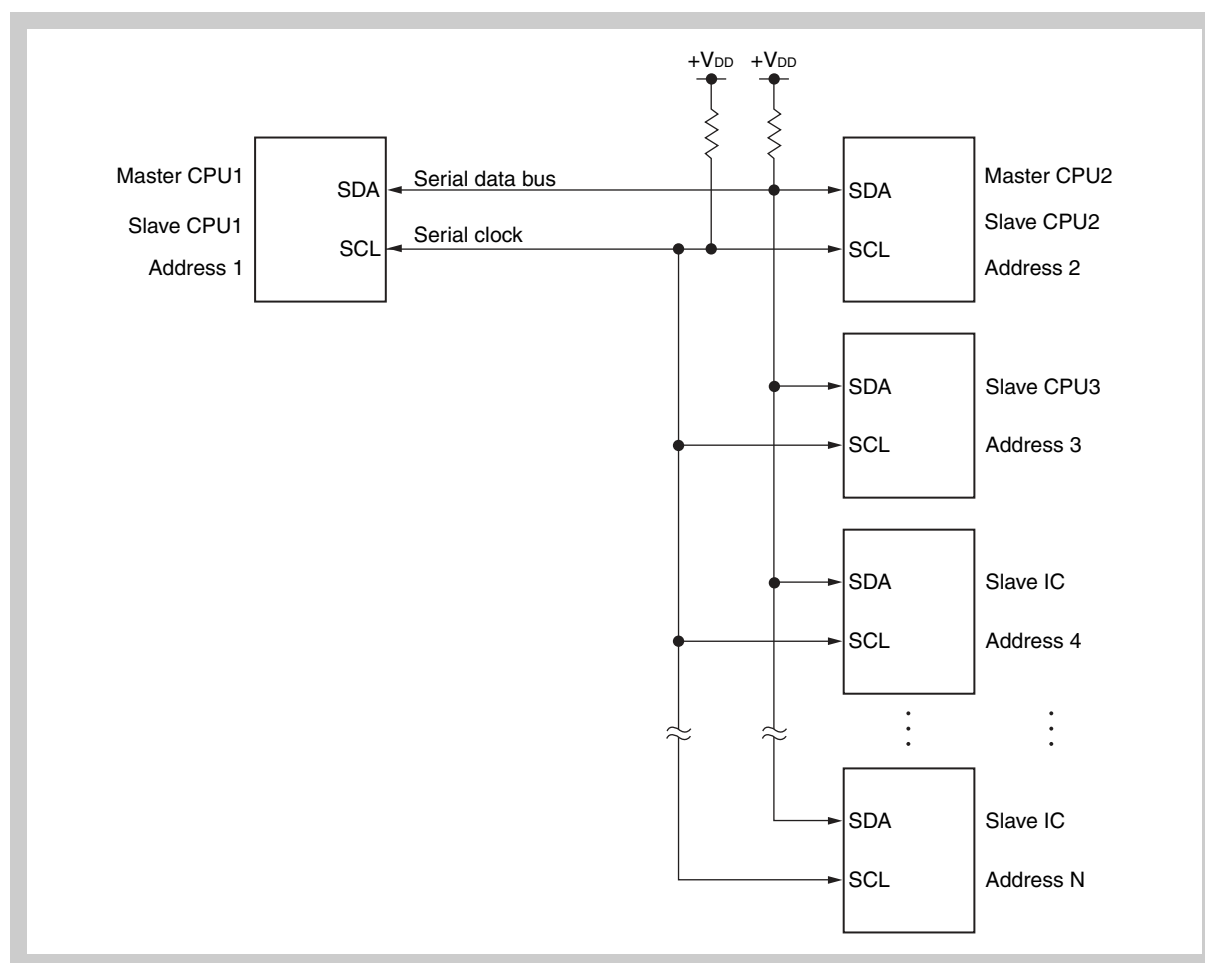 +VDD +VDD
Master CPU1
Slave CPU1
Address 1
SDA
SCL
Serial data bus
Serial clock
SDA
SCL
Master CPU2
Slave CPU2
Address 2
SDA
SCL
Slave CPU3
Address 3
SDA
SCL
Slave IC
Address 4
SDA
SCL
Slave IC
Address N